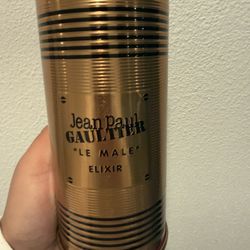 Jean Paul
GAULTIER
"LE MALE"
ELIXIR